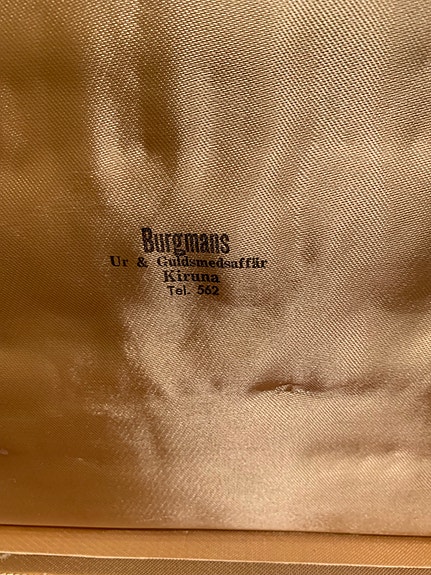 Burgmans
Ur & Guldsmedsaffär
Kiruna
Tel. 562